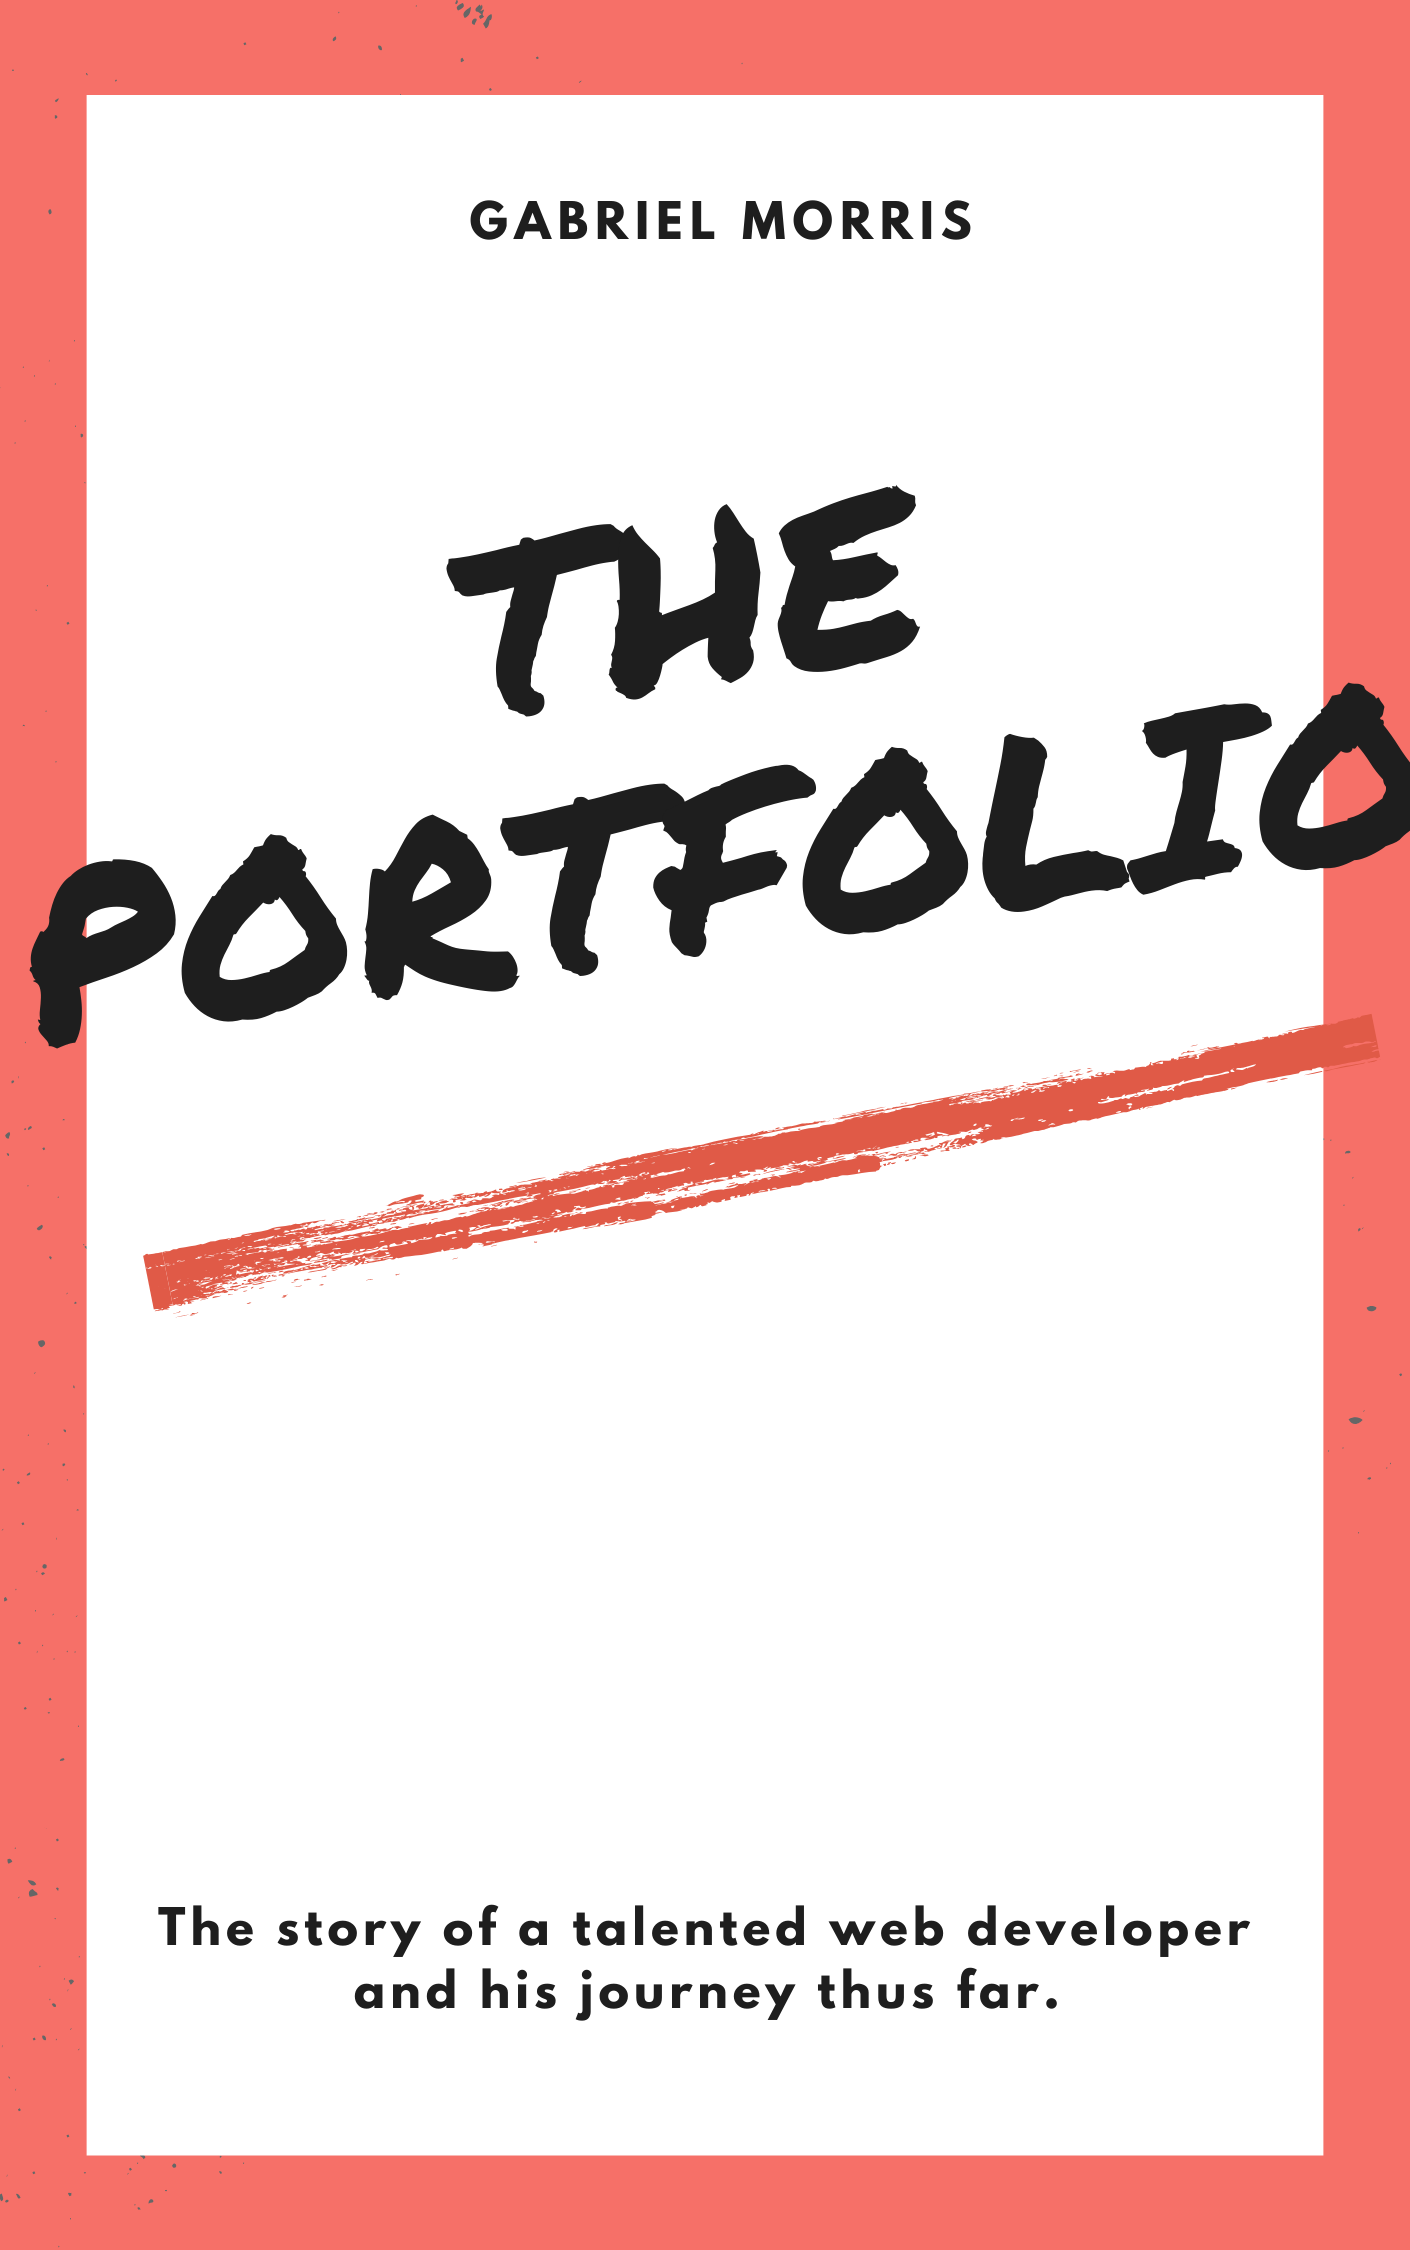 GABRIEL MORRIS
THE
PORTFOLIO
The story of a talented web developer
and his journey thus far.